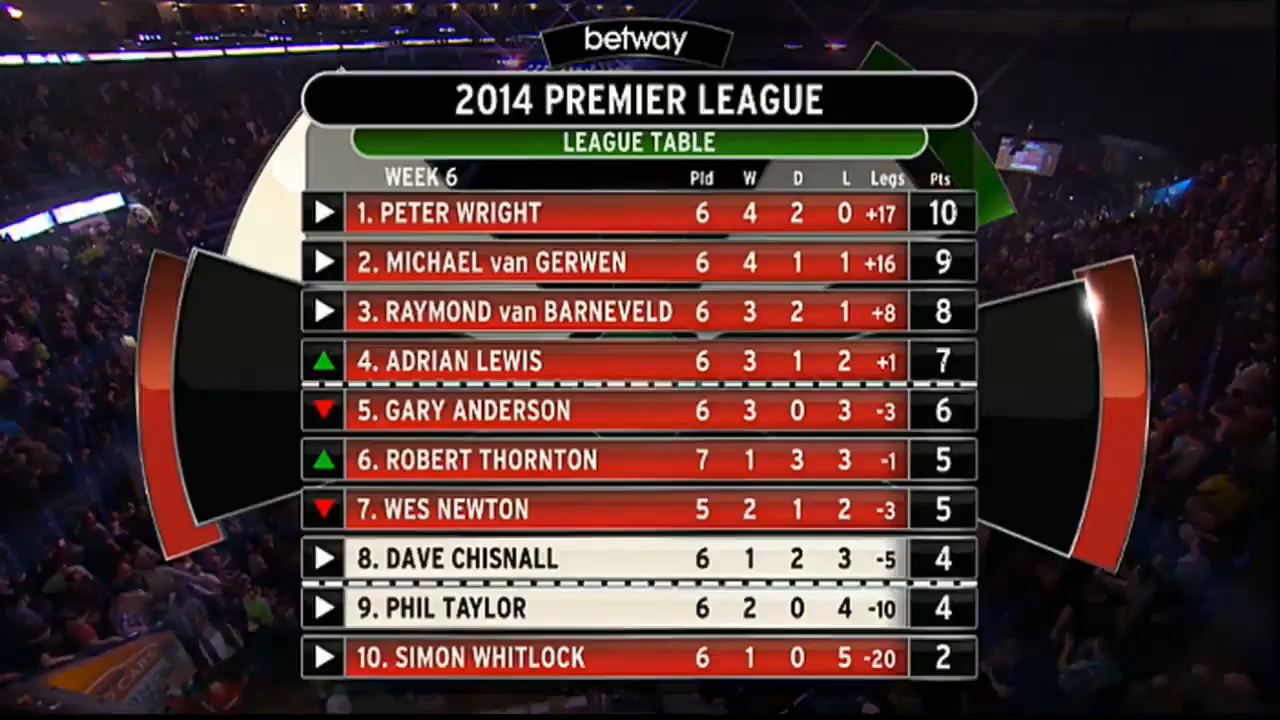 betway
2014 PREMIER LEAGUE
LEAGUE TABLE
WEEK 6 Pld W D L Legs Pts
1. PETER WRIGHT 6 4 2 0 +17 10
2. MICHAEL van GERWEN 6 4 1 1 +16 9
3. RAYMOND van BARNEVELD 6 3 2 1 +8 8
4. ADRIAN LEWIS 6 3 1 2 +1 7
5. GARY ANDERSON 6 3 0 3 -3 6
6. ROBERT THORNTON 7 1 3 3 -1 5
7. WES NEWTON 5 2 1 2 -3 5
8. DAVE CHISNALL 6 1 2 3 -5 4
9. PHIL TAYLOR 6 2 0 4 -10 4
10. SIMON WHITLOCK 6 1 0 5 -20 2